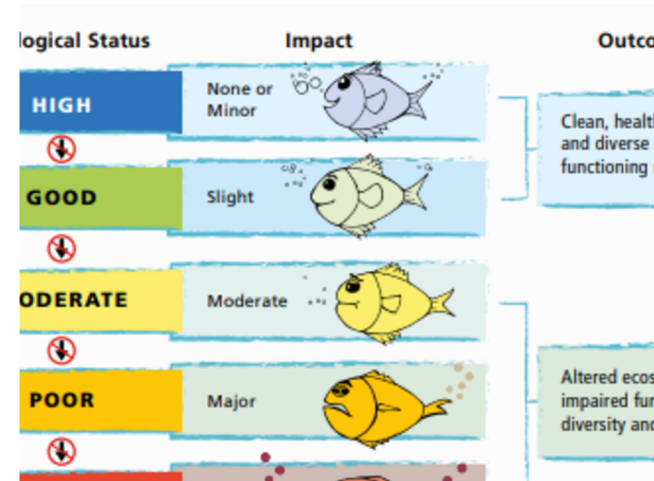 logical Status
Impact
Outco
HIGH
None or
Minor
Clean, healt
and diverse
functioning
GOOD
Slight
ODERATE
Moderate
POOR
Major
Altered ecos
impaired fu
diversity and